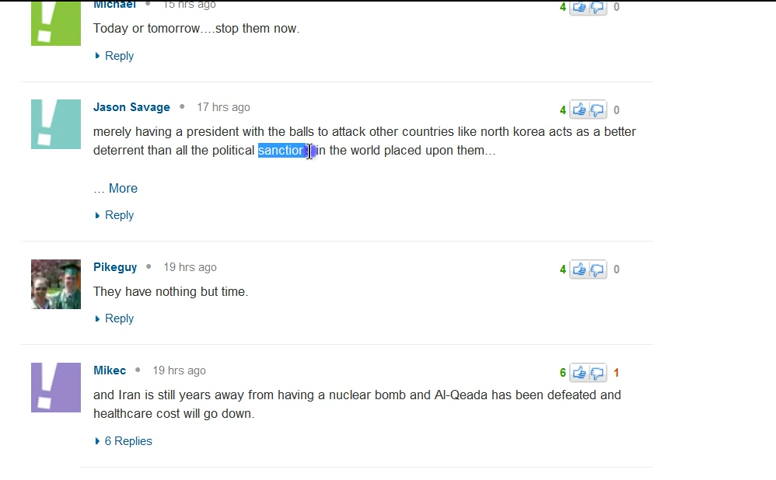 Michael • 15 hrs ago 4 0
Today or tomorrow....stop them now.
Reply
Jason Savage • 17 hrs ago 4 0
merely having a president with the balls to attack other countries like north korea acts as a better
deterrent than all the political sanctions in the world placed upon them...
... More
Reply
Pikeguy • 19 hrs ago 4 0
They have nothing but time.
Reply
Mikec • 19 hrs ago 6 1
and Iran is still years away from having a nuclear bomb and Al-Qeada has been defeated and
healthcare cost will go down.
6 Replies